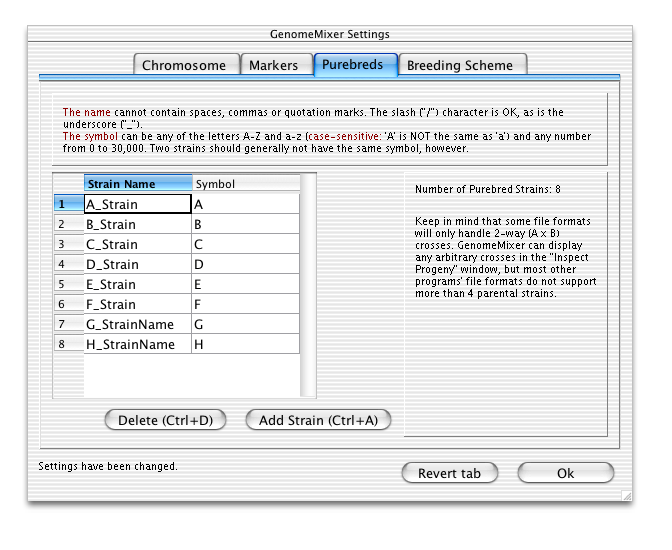 GenomeMixer Settings
Chromosome Markers Purebreds Breeding Scheme
The name cannot contain spaces, commas or quotation marks. The slash ("/") character is OK, as is the
underscore ("_").
The symbol can be any of the letters A-Z and a-z (case-sensitive: 'A' is NOT the same as 'a') and any number
from 0 to 30,000. Two strains should generally not have the same symbol, however.
Strain Name Symbol
1 A_Strain A
2 B_Strain B
3 C_Strain C
4 D_Strain D
5 E_Strain E
6 F_Strain F
7 G_StrainName G
8 H_StrainName H
Delete (Ctrl+D) Add Strain (Ctrl+A)
Number of Purebred Strains: 8
Keep in mind that some file formats
will only handle 2-way (A x B)
crosses. GenomeMixer can display
any arbitrary crosses in the "Inspect
Progeny" window, but most other
programs' file formats do not support
more than 4 parental strains.
Settings have been changed.
Revert tab Ok